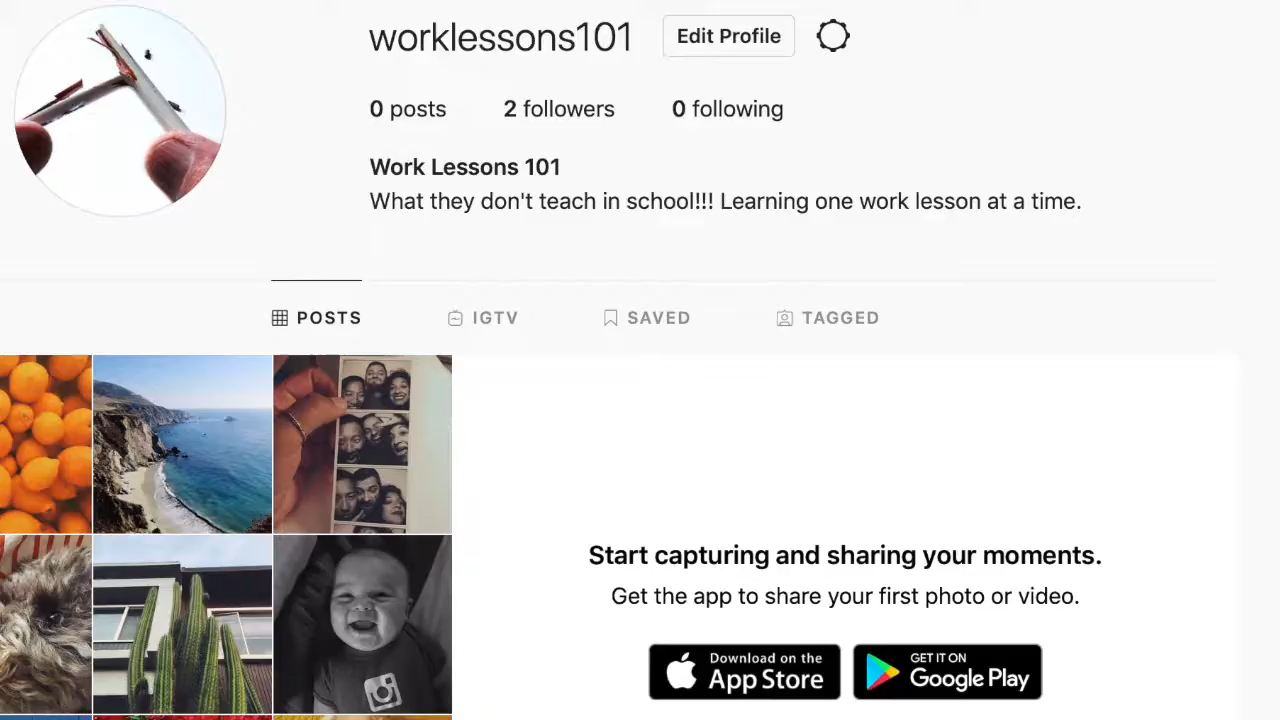 worklessons101 Edit Profile
0 posts 2 followers 0 following
Work Lessons 101
What they don't teach in school!!! Learning one work lesson at a time.
POSTS IGTV SAVED TAGGED
Start capturing and sharing your moments.
Get the app to share your first photo or video.
Download on the App Store
GET IT ON Google Play